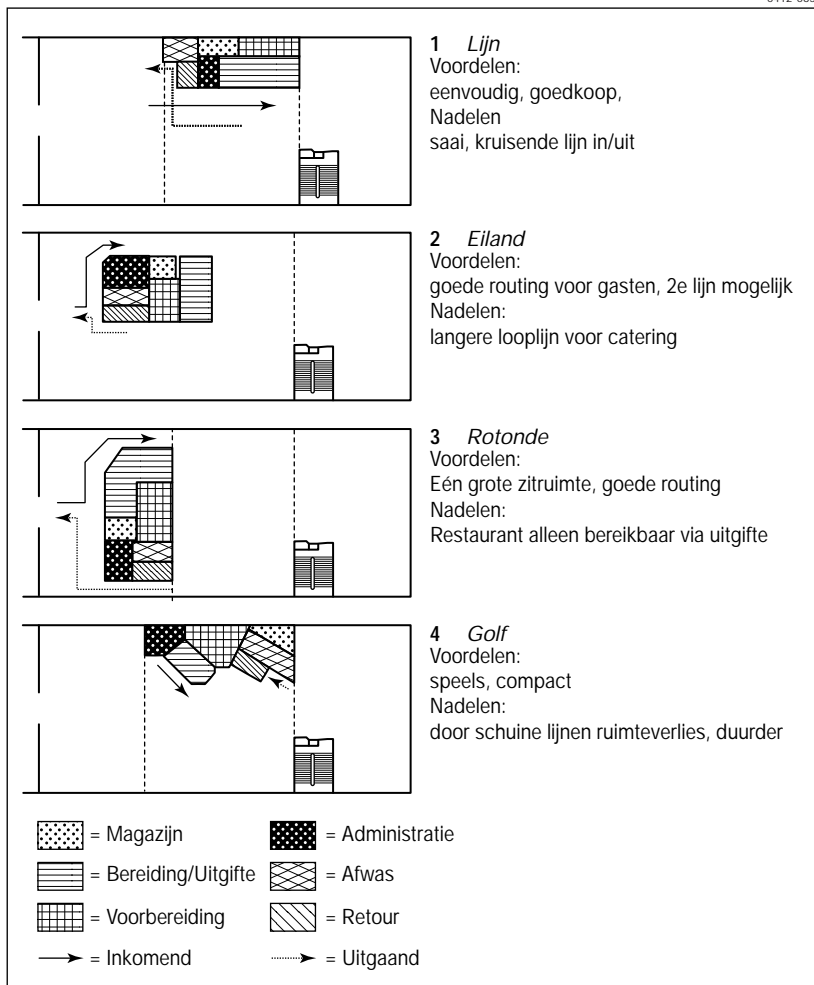 1 Lijn
Voordelen:
eenvoudig, goedkoop,
Nadelen
saai, kruisende lijn in/uit
2 Eiland
Voordelen:
goede routing voor gasten, 2e lijn mogelijk
Nadelen:
langere looplijn voor catering
3 Rotonde
Voordelen:
Eén grote zitruimte, goede routing
Nadelen:
Restaurant alleen bereikbaar via uitgifte
4 Golf
Voordelen:
speels, compact
Nadelen:
door schuine lijnen ruimteverlies, duurder
= Magazijn
= Administratie
= Bereiding/Uitgifte
= Afwas
= Voorbereiding
= Retour
= Inkomend
= Uitgaand